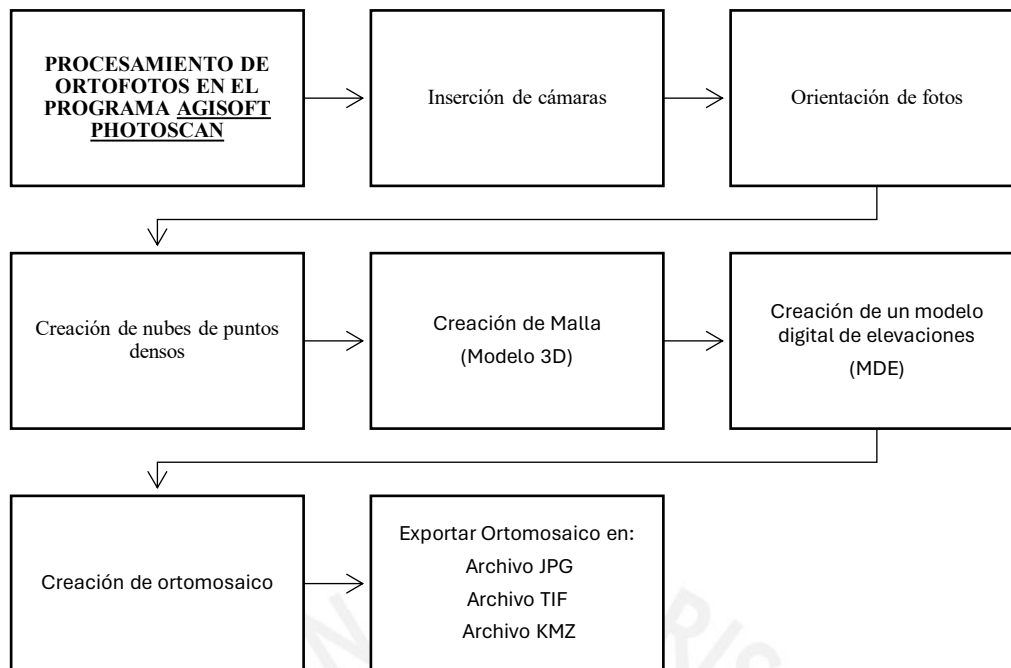 PROCESAMIENTO DE
ORTOFOTOS EN EL
PROGRAMA AGISOFT
PHOTOSCAN
Inserción de cámaras
Orientación de fotos
Creación de nubes de puntos
densos
Creación de Malla
(Modelo 3D)
Creación de un modelo
digital de elevaciones
(MDE)
Creación de ortomosaico
Exportar Ortomosaico en:
Archivo JPG
Archivo TIF
Archivo KMZ